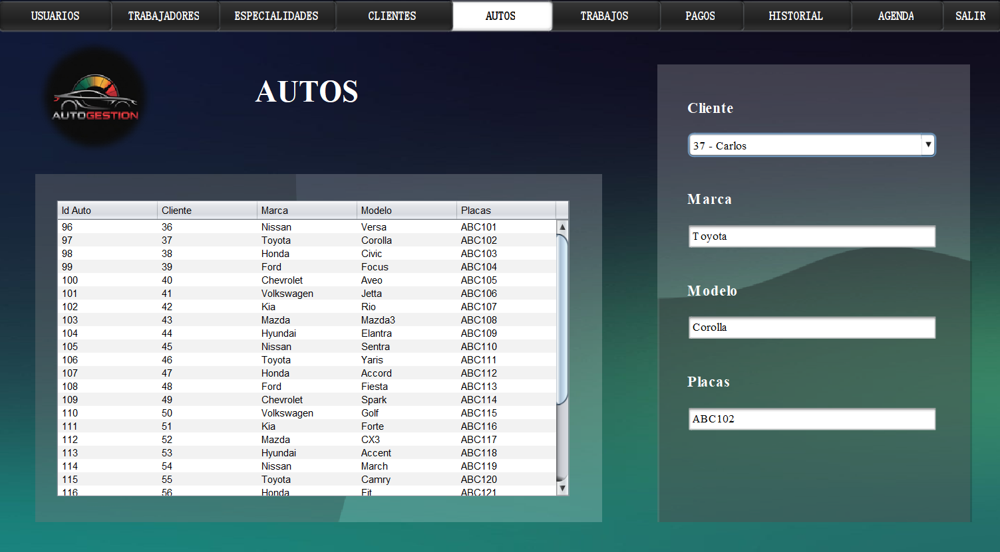 USUARIOS TRABAJADORES ESPECIALIDADES CLIENTES AUTOS TRABAJOS PAGOS HISTORIAL AGENDA SALIR
AUTOGESTION
AUTOS
Id Auto Cliente Marca Modelo Placas
96 36 Nissan Versa ABC101
97 37 Toyota Corolla ABC102
98 38 Honda Civic ABC103
99 39 Ford Focus ABC104
100 40 Chevrolet Aveo ABC105
101 41 Volkswagen Jetta ABC106
102 42 Kia Rio ABC107
103 43 Mazda Mazda3 ABC108
104 44 Hyundai Elantra ABC109
105 45 Nissan Sentra ABC110
106 46 Toyota Yaris ABC111
107 47 Honda Accord ABC112
108 48 Ford Fiesta ABC113
109 49 Chevrolet Spark ABC114
110 50 Volkswagen Golf ABC115
111 51 Kia Forte ABC116
112 52 Mazda CX3 ABC117
113 53 Hyundai Accent ABC118
114 54 Nissan March ABC119
115 55 Toyota Camry ABC120
116 56 Honda Fit ABC121
Cliente
37 - Carlos
Marca
Toyota
Modelo
Corolla
Placas
ABC102